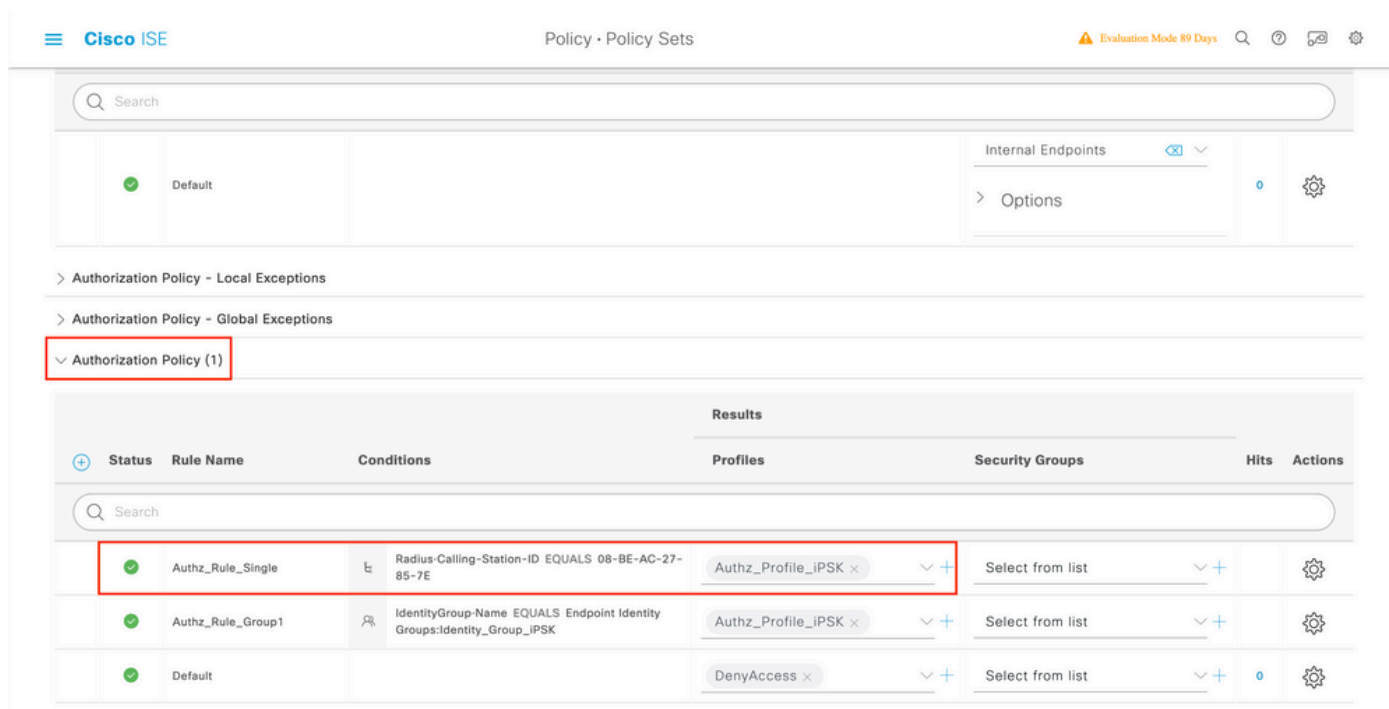 Cisco ISE
Policy · Policy Sets
Evaluation Mode 89 Days
Search
Default
Internal Endpoints
Options
0
Authorization Policy - Local Exceptions
Authorization Policy - Global Exceptions
Authorization Policy (1)
Results
Status Rule Name Conditions Profiles Security Groups Hits Actions
Search
Authz_Rule_Single
Radius-Calling-Station-ID EQUALS 08-BE-AC-27-
85-7E
Authz_Profile_iPSK
Select from list
Authz_Rule_Group1
IdentityGroup-Name EQUALS Endpoint Identity
Groups:Identity_Group_iPSK
Authz_Profile_iPSK
Select from list
Default
DenyAccess
Select from list
0